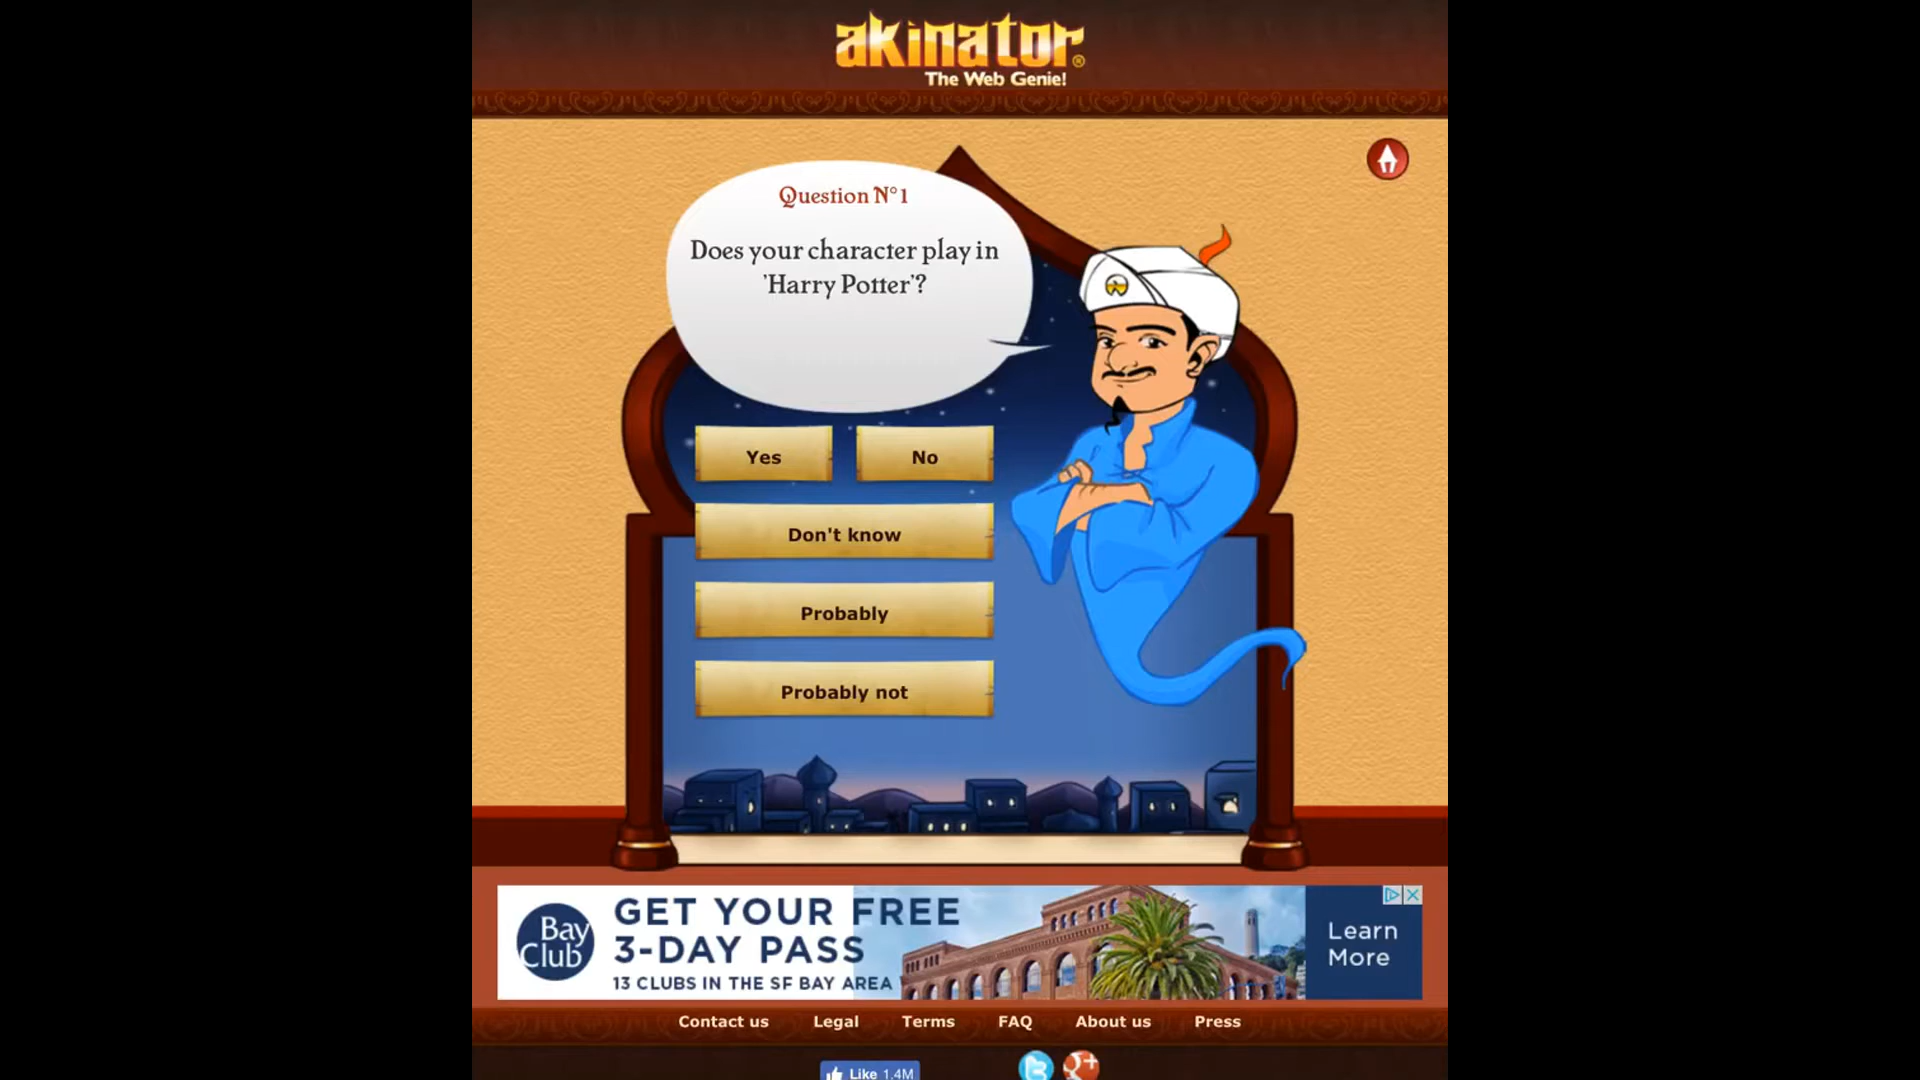 akinator®
The Web Genie!
Question N°1
Does your character play in
'Harry Potter'?
Yes
No
Don't know
Probably
Probably not
Bay
Club
GET YOUR FREE
3-DAY PASS
13 CLUBS IN THE SF BAY AREA
Learn
More
Contact us
Legal
Terms
FAQ
About us
Press
Like 1.4M
g+